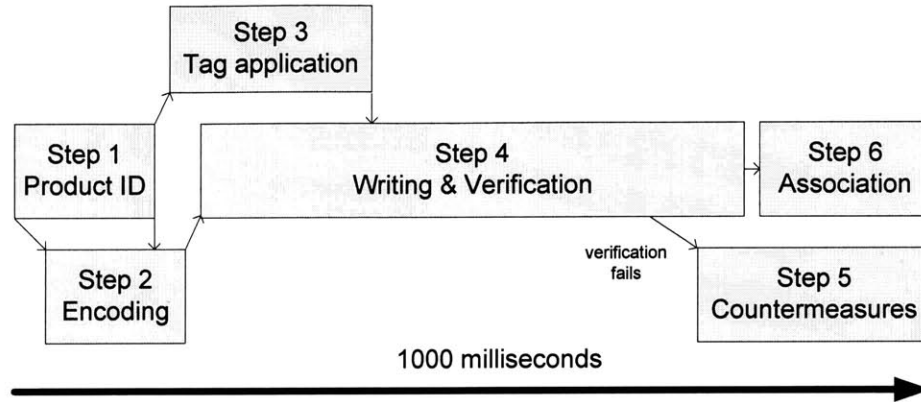 Step 3
Tag application
Step 1
Product ID
Step 4
Writing & Verification
Step 6
Association
Step 2
Encoding
verification
fails
Step 5
Countermeasures
1000 milliseconds